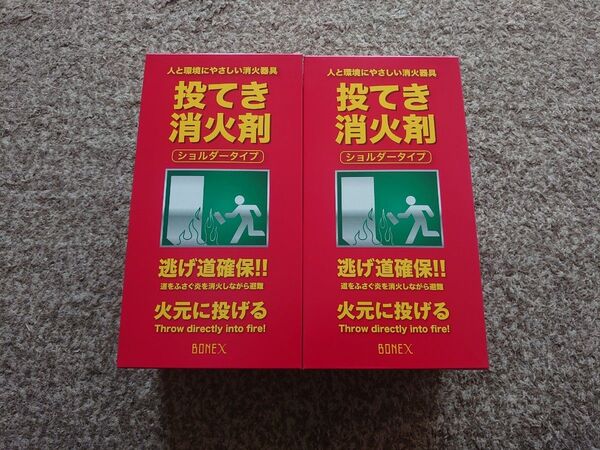 人と環境にやさしい消火器具
投てき
消火剤
ショルダータイプ
逃げ道確保!!
道をふさぐ炎を消火しながら避難
火元に投げる
Throw directly into fire!
BONEX
人と環境にやさしい消火器具
投てき
消火剤
ショルダータイプ
逃げ道確保!!
道をふさぐ炎を消火しながら避難
火元に投げる
Throw directly into fire!
BONEX